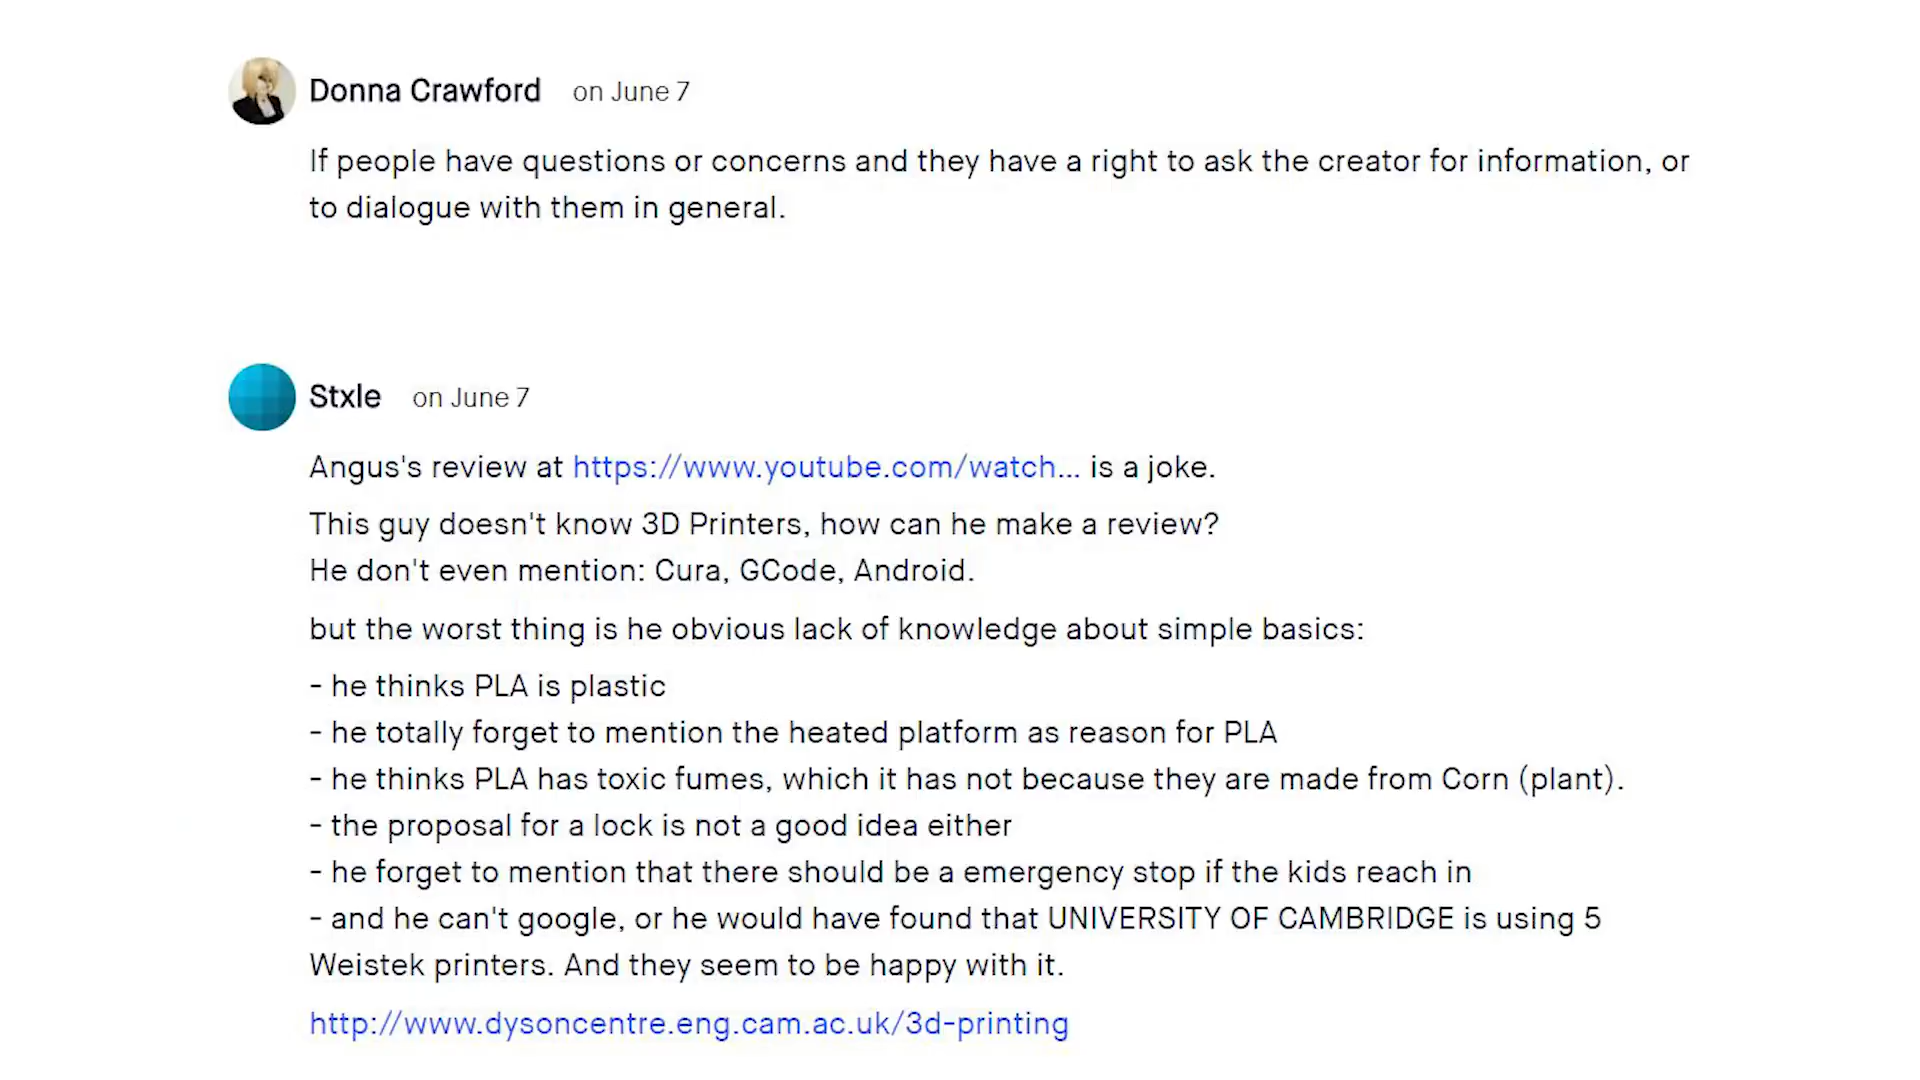 Donna Crawford on June 7
If people have questions or concerns and they have a right to ask the creator for information, or
to dialogue with them in general.
Stxle on June 7
Angus's review at https://www.youtube.com/watch... is a joke.
This guy doesn't know 3D Printers, how can he make a review?
He don't even mention: Cura, GCode, Android.
but the worst thing is he obvious lack of knowledge about simple basics:
- he thinks PLA is plastic
- he totally forget to mention the heated platform as reason for PLA
- he thinks PLA has toxic fumes, which it has not because they are made from Corn (plant).
- the proposal for a lock is not a good idea either
- he forget to mention that there should be a emergency stop if the kids reach in
- and he can't google, or he would have found that UNIVERSITY OF CAMBRIDGE is using 5
Weistek printers. And they seem to be happy with it.
http://www.dysoncentre.eng.cam.ac.uk/3d-printing